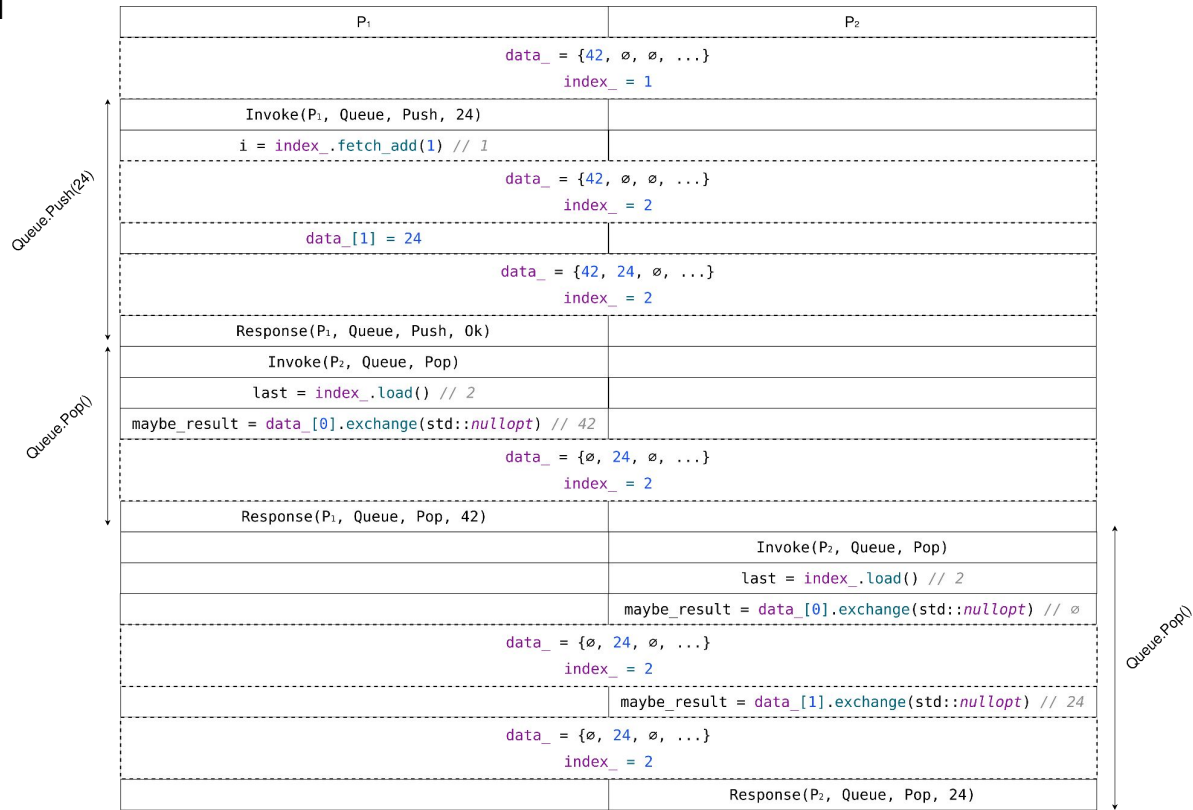 P₁
P₂
data_ = {42, ∅, ∅, ...}
index_ = 1
Invoke(P₁, Queue, Push, 24)
i = index_.fetch_add(1) // 1
data_ = {42, ∅, ∅, ...}
index_ = 2
Queue.Push(24)
data_[1] = 24
data_ = {42, 24, ∅, ...}
index_ = 2
Response(P₁, Queue, Push, Ok)
Invoke(P₂, Queue, Pop)
last = index_.load() // 2
maybe_result = data_[0].exchange(std::nullopt) // 42
Queue.Pop()
data_ = {∅, 24, ∅, ...}
index_ = 2
Response(P₁, Queue, Pop, 42)
Invoke(P₂, Queue, Pop)
last = index_.load() // 2
maybe_result = data_[0].exchange(std::nullopt) // ∅
data_ = {∅, 24, ∅, ...}
index_ = 2
Queue.Pop()
maybe_result = data_[1].exchange(std::nullopt) // 24
data_ = {∅, 24, ∅, ...}
index_ = 2
Response(P₂, Queue, Pop, 24)